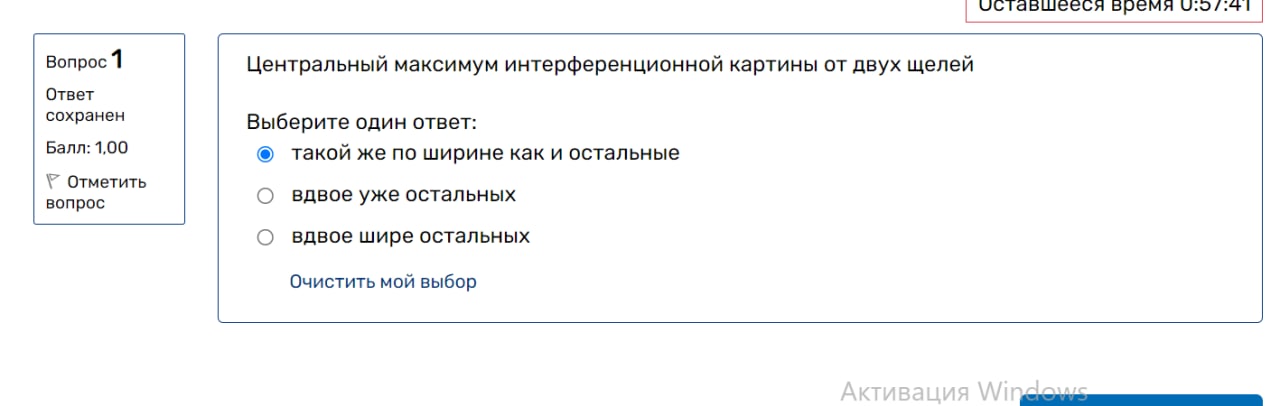 Оставшееся время 0:57:41
Вопрос 1
Ответ
сохранен
Балл: 1,00
Отметить
вопрос
Центральный максимум интерференционной картины от двух щелей
Выберите один ответ:
такой же по ширине как и остальные
вдвое уже остальных
вдвое шире остальных
Очистить мой выбор
Активация Windows